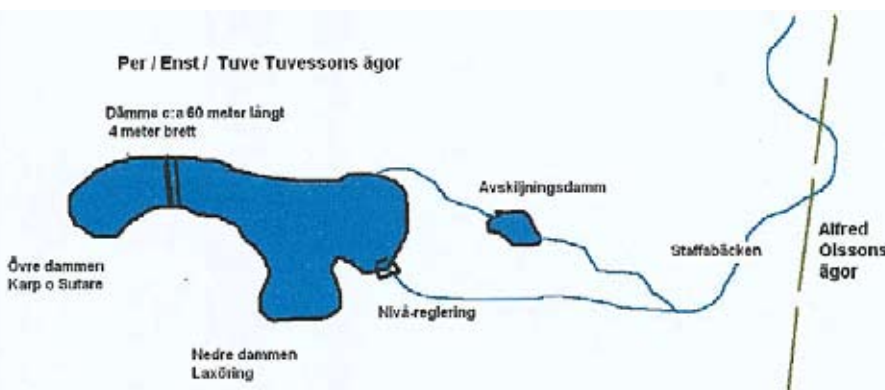 Per / Enst / Tuve Tuvessons ägor
Dämme c:a 60 meter långt
4 meter brett
Avskiljningsdamm
Alfred
Olssons
ägor
Staffabäcken
Övre dammen
Karp o Sutare
Nivå-reglering
Nedre dammen
Laxöring